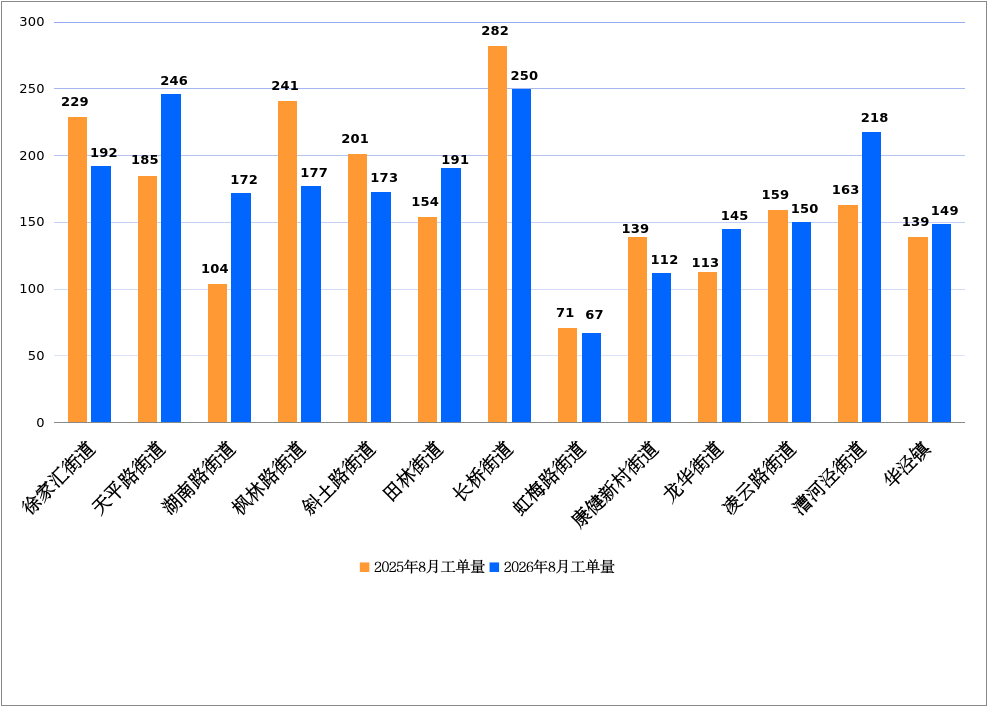 300
282
250
250
246
241
229
218
201
200
192
191
185
177
173
172
163
159
154
150
150
149
145
139
139
113
112
104
100
71
67
50
0
徐家汇街道
天平路街道
湖南路街道
枫林路街道
斜土路街道
田林街道
长桥街道
虹梅路街道
康健新村街道
龙华街道
凌云路街道
漕河泾街道
华泾镇
2025年8月工单量
2026年8月工单量